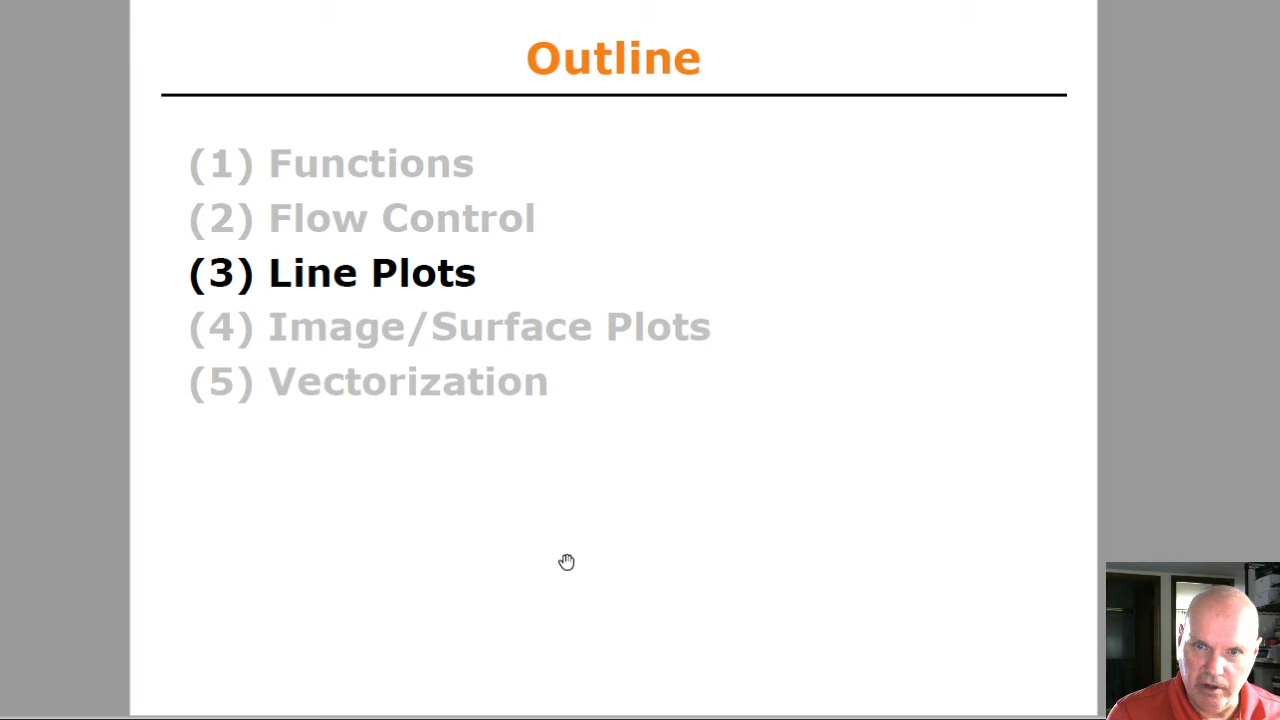 Outline
(1) Functions
(2) Flow Control
(3) Line Plots
(4) Image/Surface Plots
(5) Vectorization